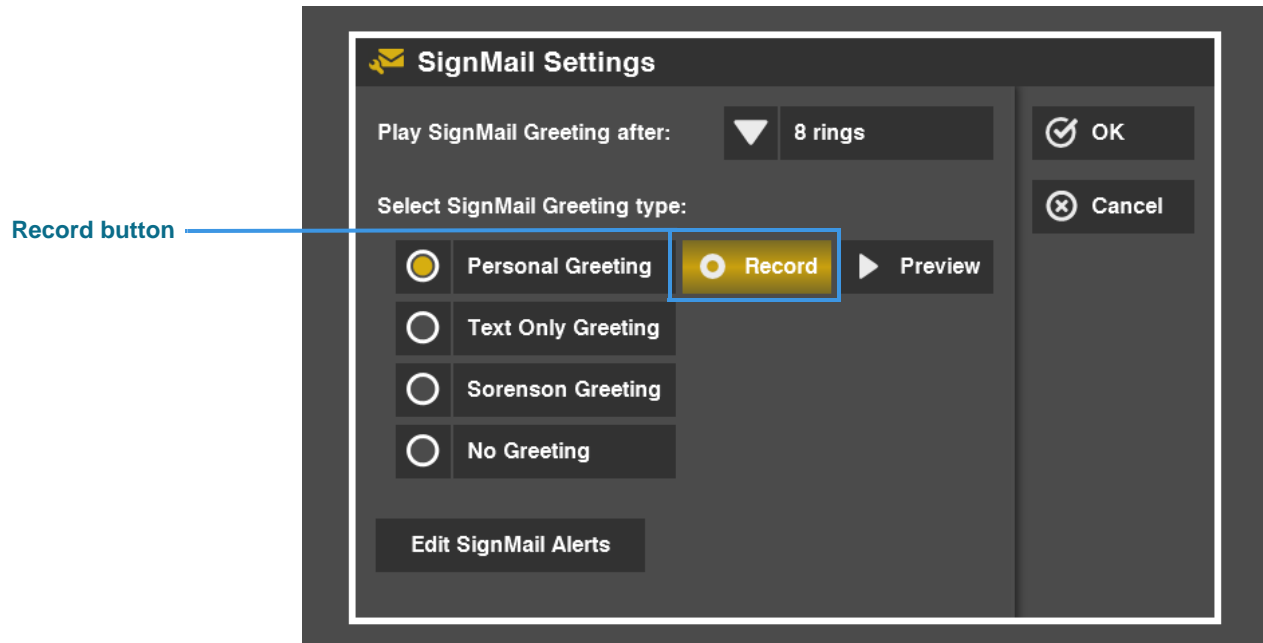 SignMail Settings
Play SignMail Greeting after: 8 rings
OK
Select SignMail Greeting type:
Cancel
Record button
Personal Greeting Record Preview
Text Only Greeting
Sorenson Greeting
No Greeting
Edit SignMail Alerts